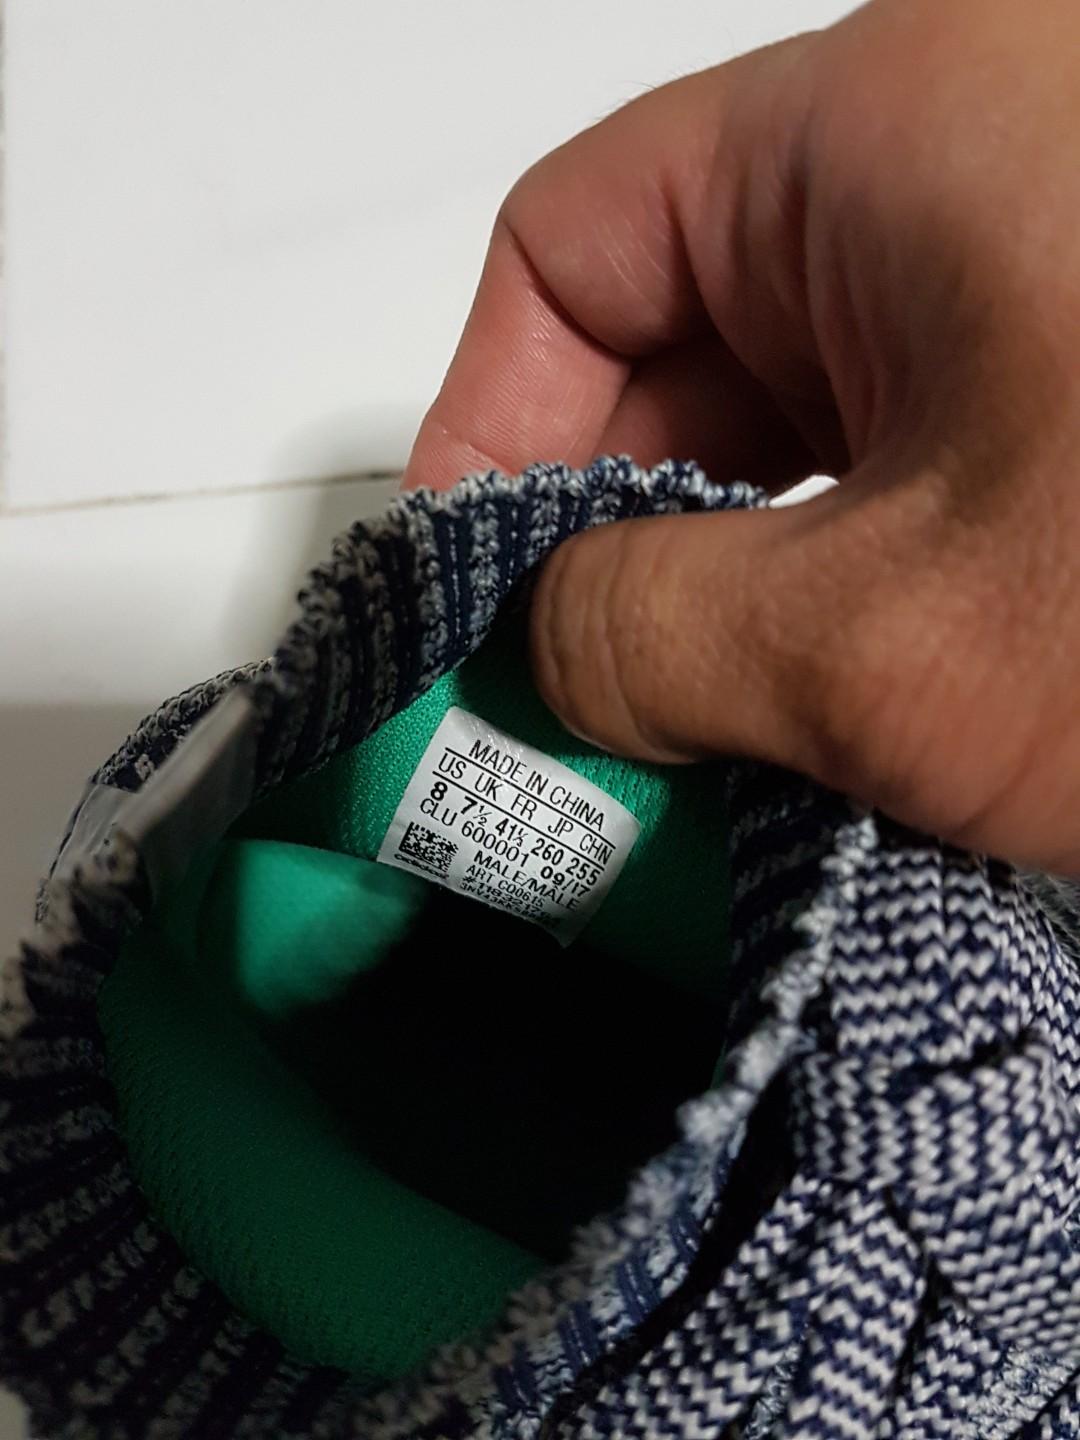 MADE IN CHINA
US UK FR JP CHN
8 7½ 41⅓ 260 255
CLU 600001 09/17
MALE/MALE
adidas
ART CQ0615